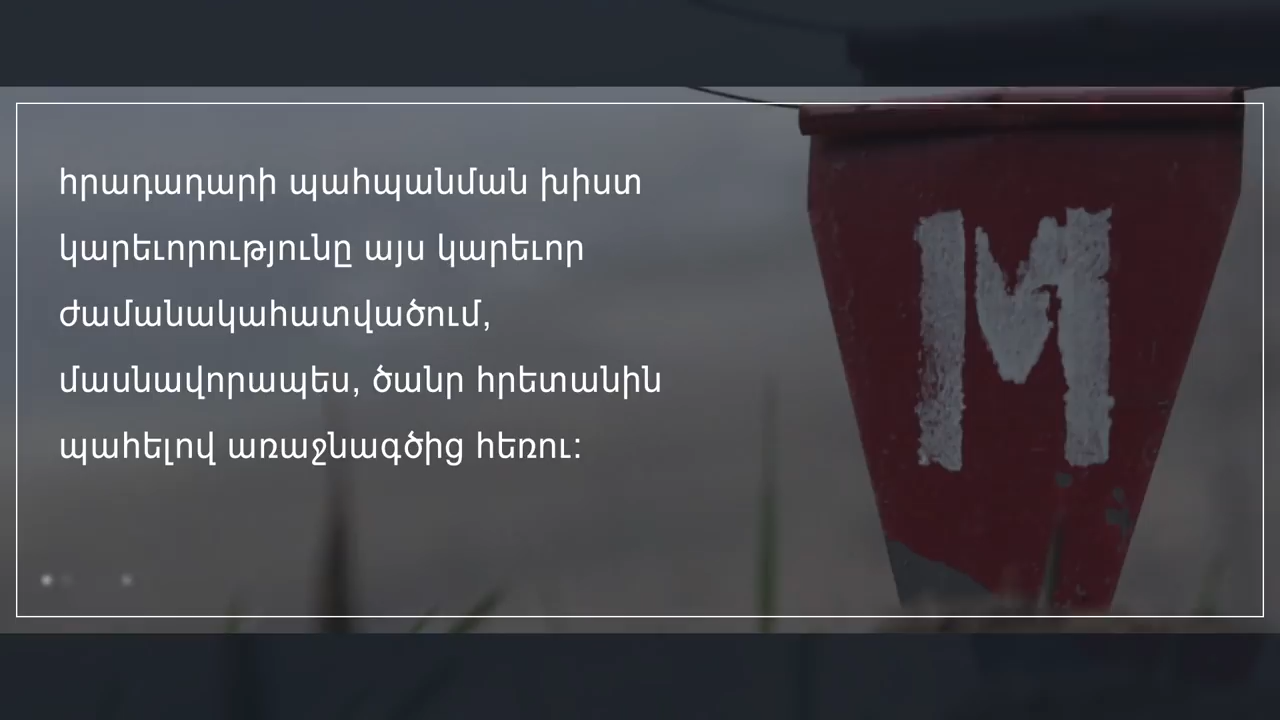 հրադադարի պահպանման խիստ
կարեւորությունը այս կարեւոր
ժամանակահատվածում,
մասնավորապես, ծանր հրետանին
պահելով առաջնագծից հեռու:
M